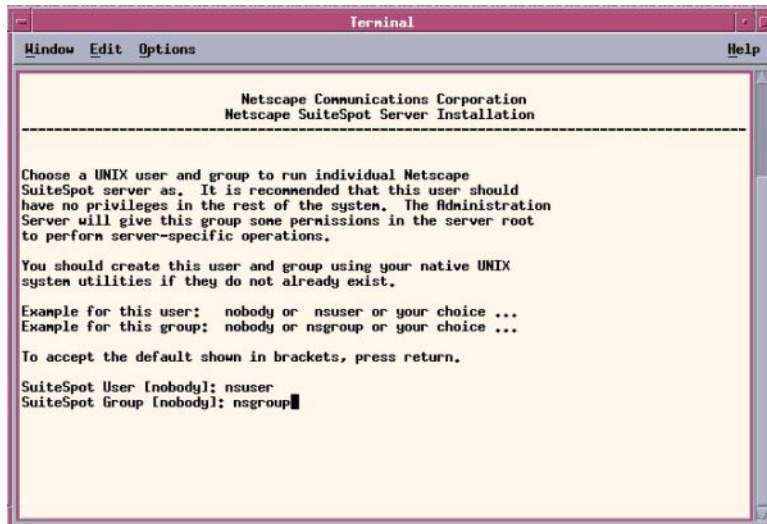 Terminal
Window Edit Options Help
Netscape Communications Corporation
Netscape SuiteSpot Server Installation
--------------------------------------------------------------------------------
Choose a UNIX user and group to run individual Netscape
SuiteSpot server as. It is recommended that this user should
have no privileges in the rest of the system. The Administration
Server will give this group some permissions in the server root
to perform server-specific operations.
You should create this user and group using your native UNIX
system utilities if they do not already exist.
Example for this user: nobody or nsuser or your choice ...
Example for this group: nobody or nsgroup or your choice ...
To accept the default shown in brackets, press return.
SuiteSpot User [nobody]: nsuser
SuiteSpot Group [nobody]: nsgroup